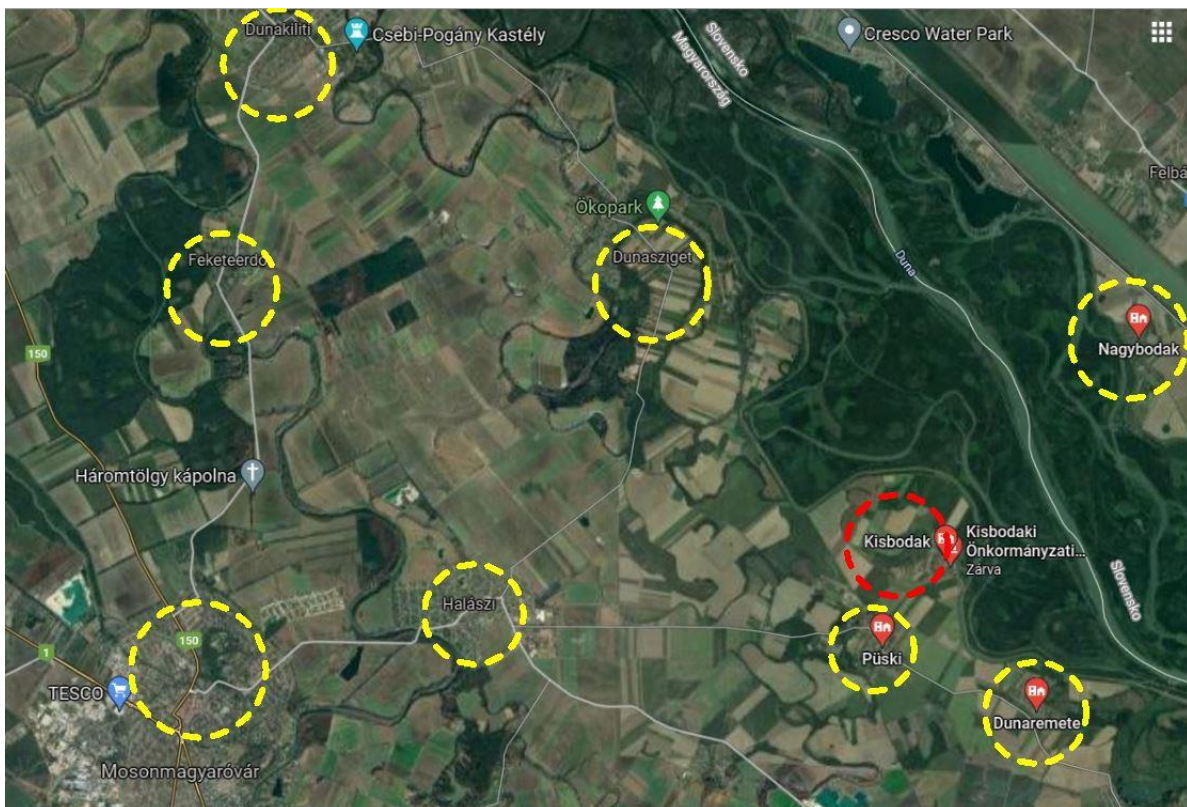 Dunakiliti
Csebi-Pogány Kastély
Cresco Water Park
Slovensko
Magyarország
Felbá
Ökopark
Feketeerdő
Dunasziget
Duna
150
Nagybodak
Háromtölgy kápolna
Kisbodak
Kisbodaki
Önkormányzati...
Zárva
Halászi
Slovensko
150
Püski
1
TESCO
Dunaremete
Mosonmagyaróvár